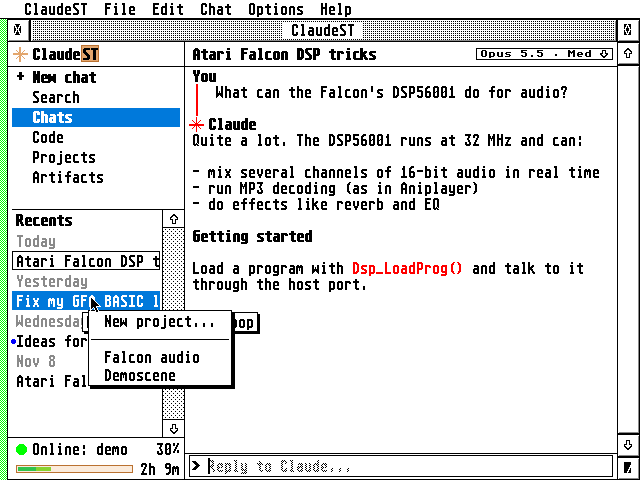 ClaudeST File Edit Chat Options Help
ClaudeST
ClaudeST
+ New chat
Search
Chats
Code
Projects
Artifacts
Recents
Today
Atari Falcon DSP t
Yesterday
Fix my GFA BASIC l
Wednesda
Ideas for
Nov 8
Atari Fal
New project...
Falcon audio
Demoscene
oop
Online: demo 30%
2h 9m
Atari Falcon DSP tricks
Opus 5.5 · Med
You
What can the Falcon's DSP56001 do for audio?
Claude
Quite a lot. The DSP56001 runs at 32 MHz and can:
- mix several channels of 16-bit audio in real time
- run MP3 decoding (as in Aniplayer)
- do effects like reverb and EQ
Getting started
Load a program with Dsp_LoadProg() and talk to it
through the host port.
> Reply to Claude...